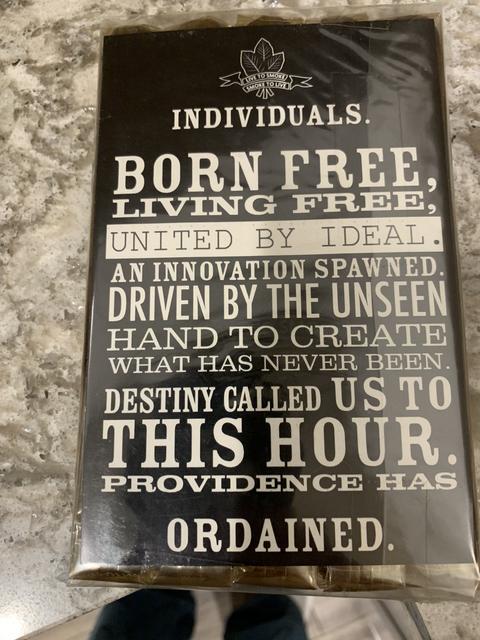 LIVE TO SMOKE
SMOKE TO LIVE
INDIVIDUALS.
BORN FREE,
LIVING FREE,
UNITED BY IDEAL.
AN INNOVATION SPAWNED.
DRIVEN BY THE UNSEEN
HAND TO CREATE
WHAT HAS NEVER BEEN.
DESTINY CALLED US TO
THIS HOUR.
PROVIDENCE HAS
ORDAINED.